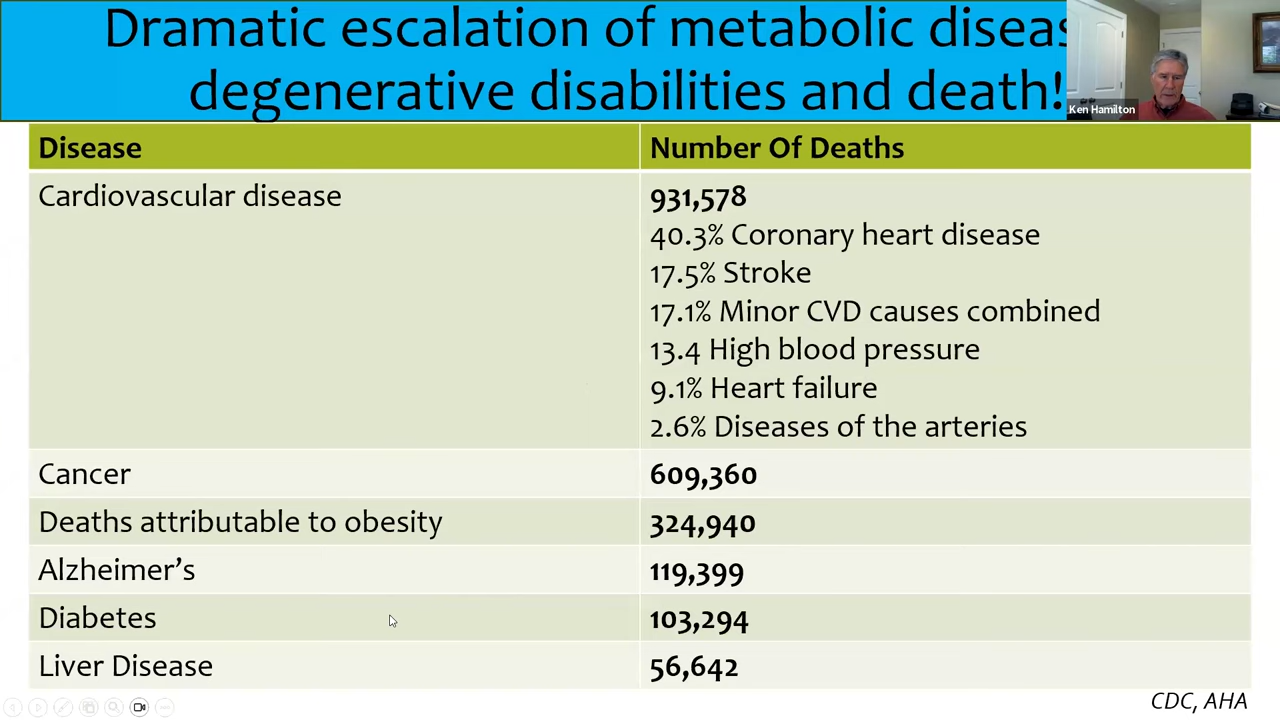 Dramatic escalation of metabolic diseas
degenerative disabilities and death!
Ken Hamilton
Disease
Number Of Deaths
Cardiovascular disease
931,578
40.3% Coronary heart disease
17.5% Stroke
17.1% Minor CVD causes combined
13.4 High blood pressure
9.1% Heart failure
2.6% Diseases of the arteries
Cancer
609,360
Deaths attributable to obesity
324,940
Alzheimer’s
119,399
Diabetes
103,294
Liver Disease
56,642
CDC, AHA